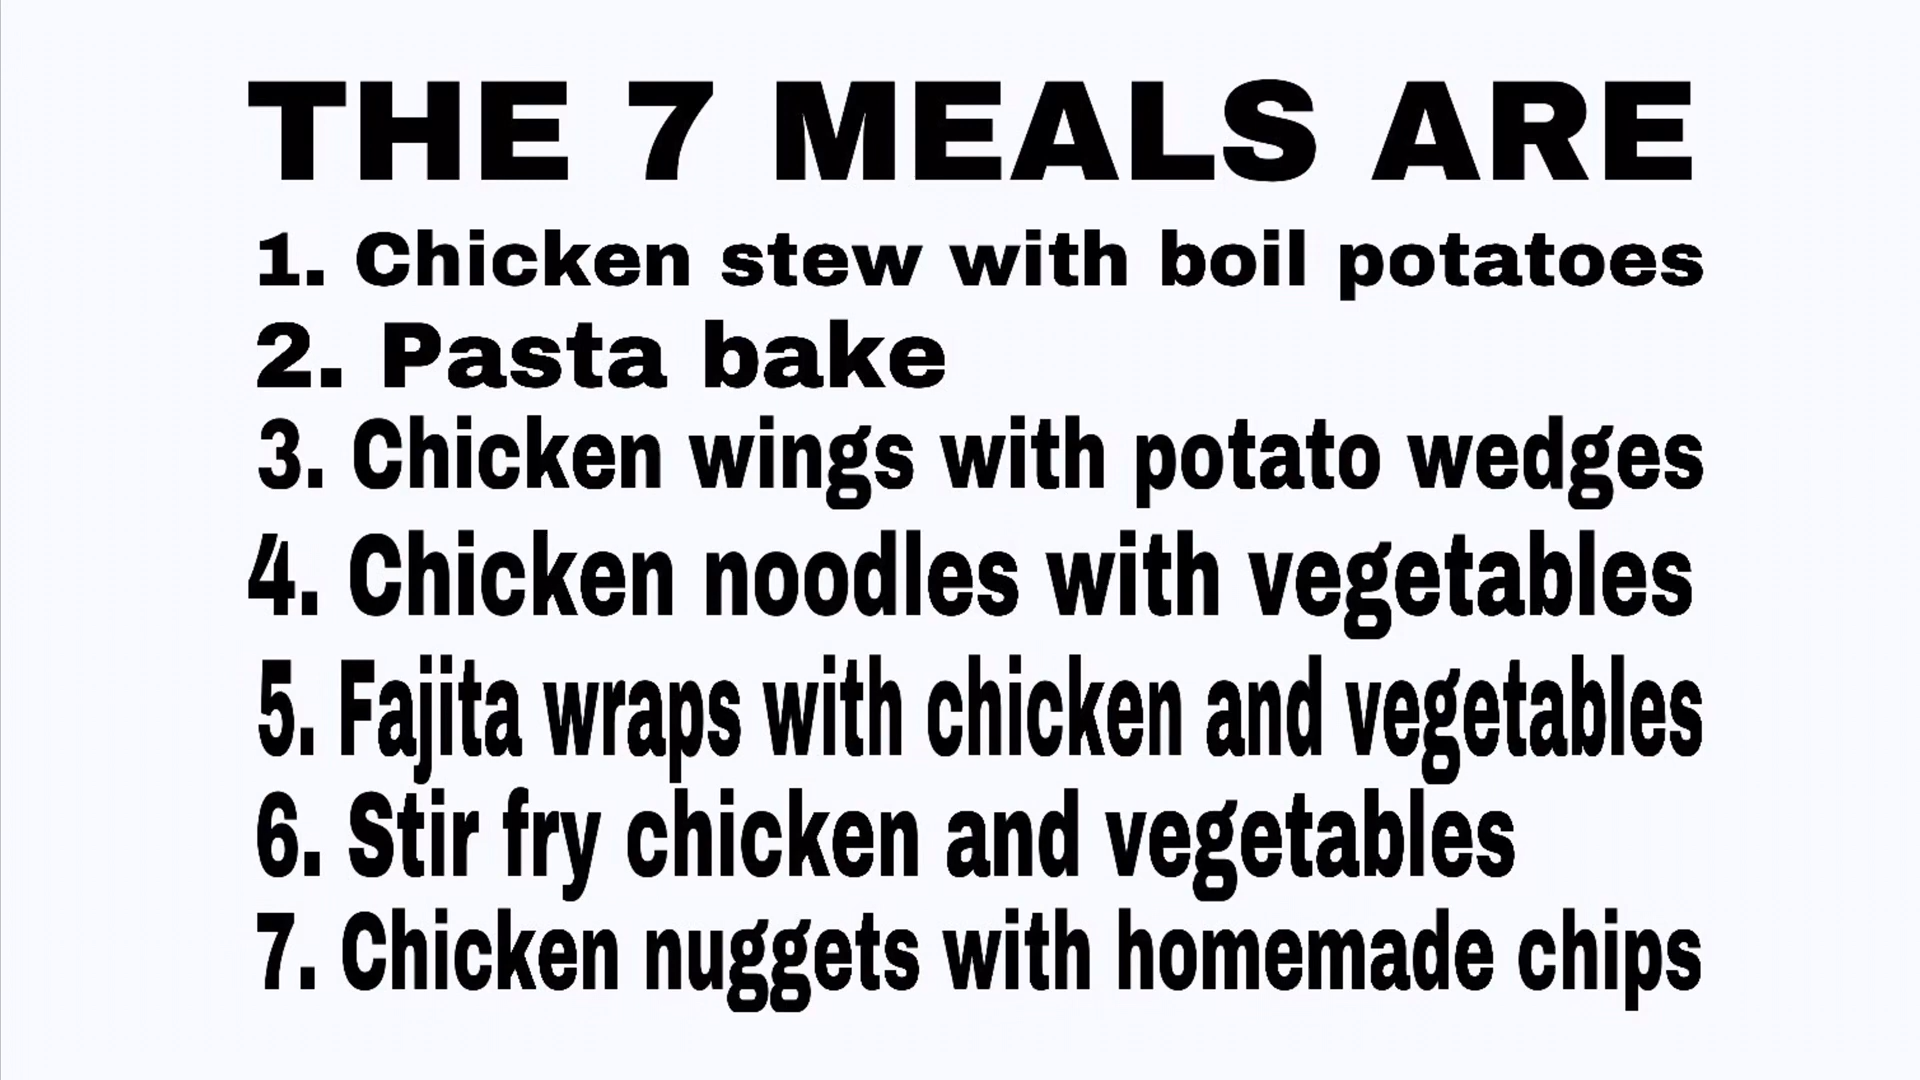 THE 7 MEALS ARE
1. Chicken stew with boil potatoes
2. Pasta bake
3. Chicken wings with potato wedges
4. Chicken noodles with vegetables
5. Fajita wraps with chicken and vegetables
6. Stir fry chicken and vegetables
7. Chicken nuggets with homemade chips